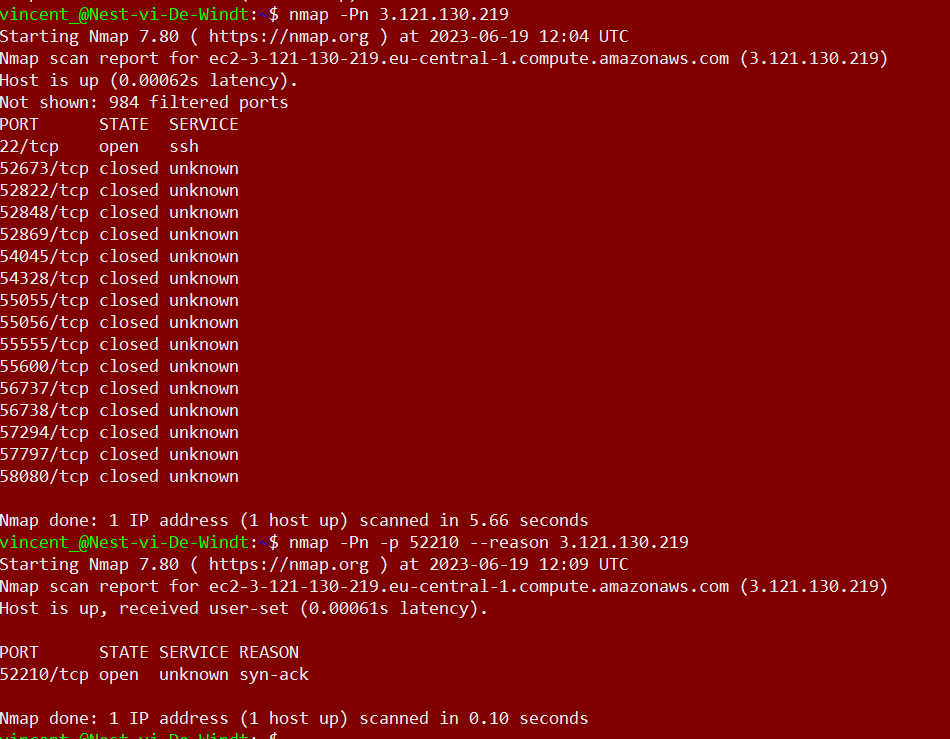 vincent_@Nest-vi-De-Windt:~$ nmap -Pn 3.121.130.219
Starting Nmap 7.80 ( https://nmap.org ) at 2023-06-19 12:04 UTC
Nmap scan report for ec2-3-121-130-219.eu-central-1.compute.amazonaws.com (3.121.130.219)
Host is up (0.00062s latency).
Not shown: 984 filtered ports
PORT      STATE  SERVICE
22/tcp    open   ssh
52673/tcp closed unknown
52822/tcp closed unknown
52848/tcp closed unknown
52869/tcp closed unknown
54045/tcp closed unknown
54328/tcp closed unknown
55055/tcp closed unknown
55056/tcp closed unknown
55555/tcp closed unknown
55600/tcp closed unknown
56737/tcp closed unknown
56738/tcp closed unknown
57294/tcp closed unknown
57797/tcp closed unknown
58080/tcp closed unknown
Nmap done: 1 IP address (1 host up) scanned in 5.66 seconds
vincent_@Nest-vi-De-Windt:~$ nmap -Pn -p 52210 --reason 3.121.130.219
Starting Nmap 7.80 ( https://nmap.org ) at 2023-06-19 12:09 UTC
Nmap scan report for ec2-3-121-130-219.eu-central-1.compute.amazonaws.com (3.121.130.219)
Host is up, received user-set (0.00061s latency).
PORT      STATE SERVICE REASON
52210/tcp open  unknown syn-ack
Nmap done: 1 IP address (1 host up) scanned in 0.10 seconds
vincent_@Nest-vi-De-Windt:~$